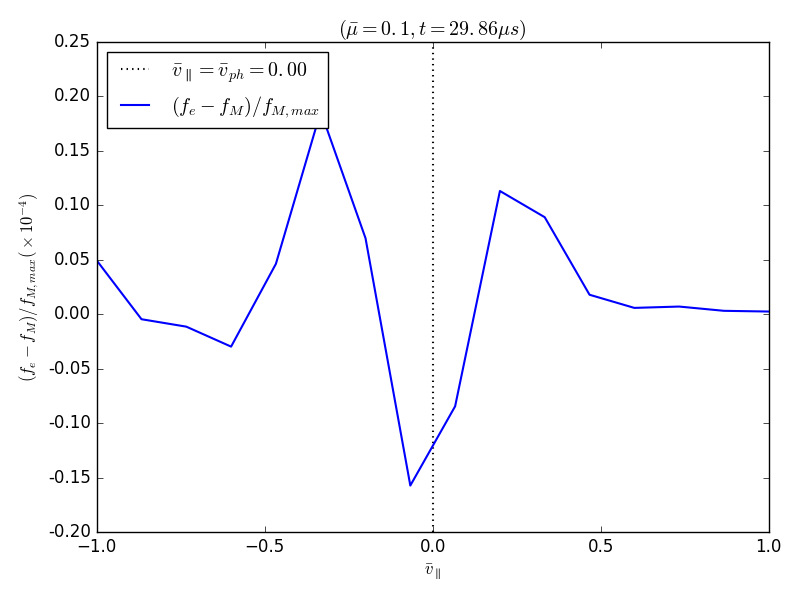 (μ̄ = 0.1, t = 29.86μs)
v̄∥ = v̄ph = 0.00
(fe − fM)/fM,max
0.25
0.20
0.15
0.10
0.05
0.00
-0.05
-0.10
-0.15
-0.20
(fe − fM)/fM,max(×10⁻⁴)
−1.0 −0.5 0.0 0.5 1.0
v̄∥